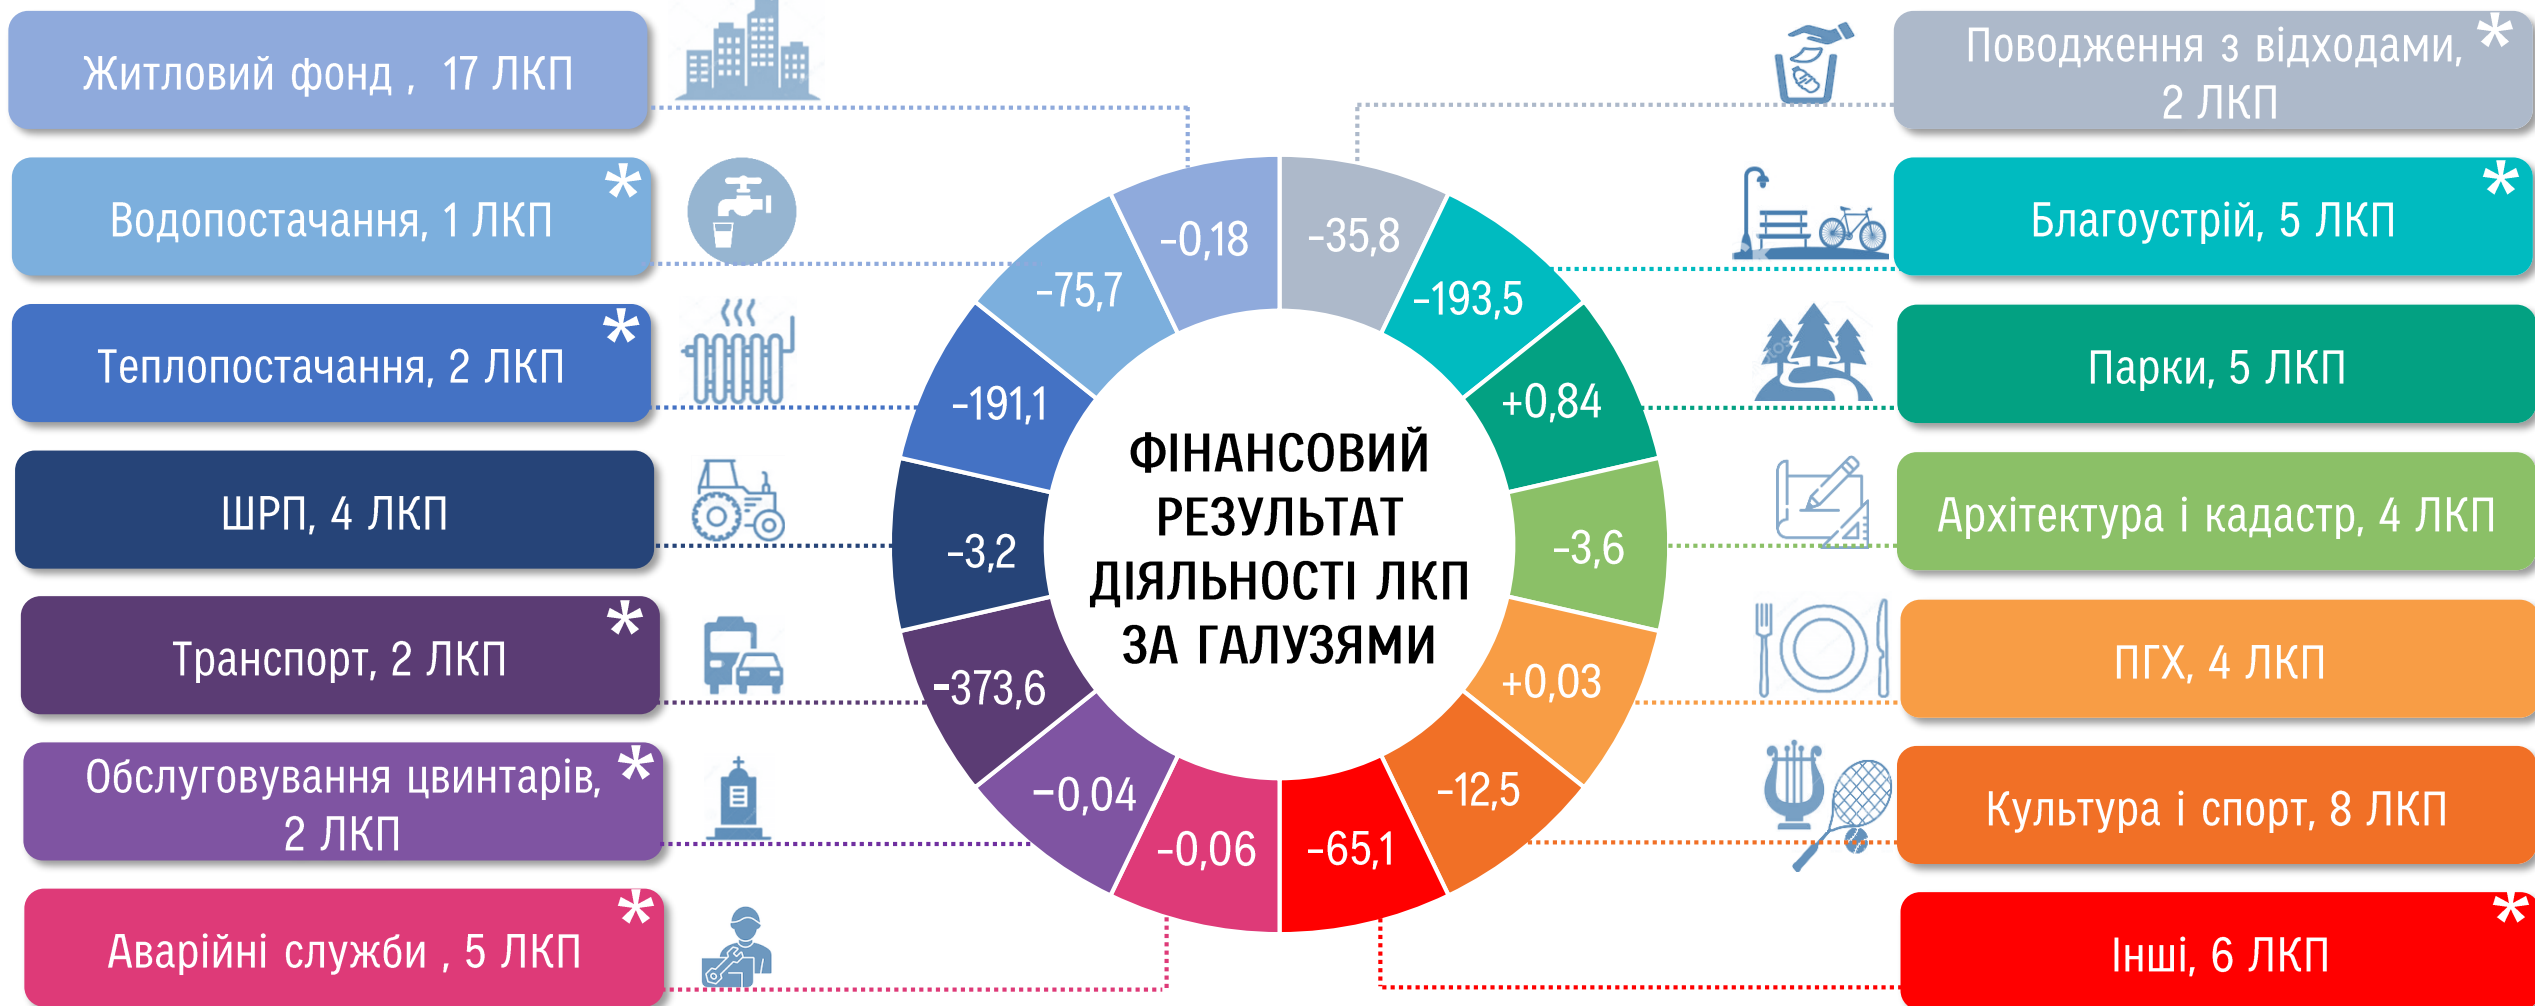 Житловий фонд , 17 ЛКП
Водопостачання, 1 ЛКП *
Теплопостачання, 2 ЛКП *
ШРП, 4 ЛКП
Транспорт, 2 ЛКП *
Обслуговування цвинтарів, *
2 ЛКП
Аварійні служби , 5 ЛКП *
-0,18
-75,7
-191,1
-3,2
-373,6
-0,04
-0,06
ФІНАНСОВИЙ
РЕЗУЛЬТАТ
ДІЯЛЬНОСТІ ЛКП
ЗА ГАЛУЗЯМИ
-35,8
-193,5
+0,84
-3,6
+0,03
-12,5
-65,1
Поводження з відходами, *
2 ЛКП
Благоустрій, 5 ЛКП *
Парки, 5 ЛКП
Архітектура і кадастр, 4 ЛКП
ПГХ, 4 ЛКП
Культура і спорт, 8 ЛКП
Інші, 6 ЛКП *